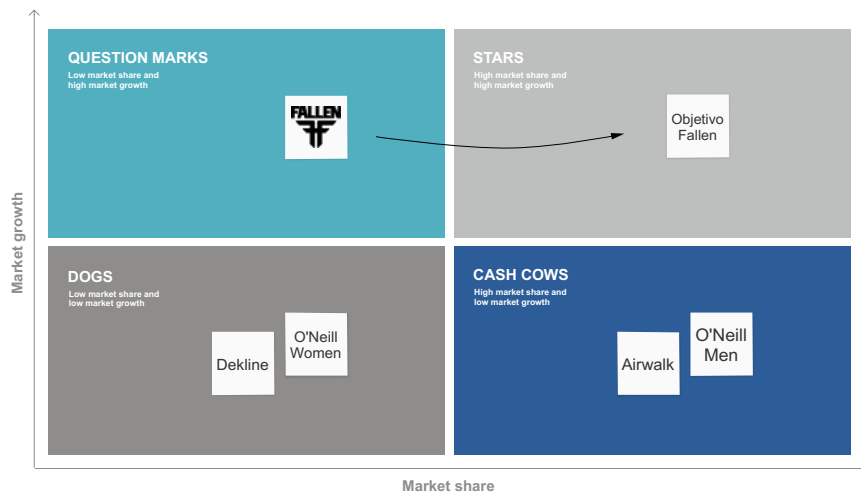 QUESTION MARKS
Low market share and
high market growth
FALLEN
STARS
High market share and
high market growth
Objetivo
Fallen
Market growth
DOGS
Low market share and
low market growth
Dekline
O'Neill
Women
CASH COWS
High market share and
low market growth
Airwalk
O'Neill
Men
Market share